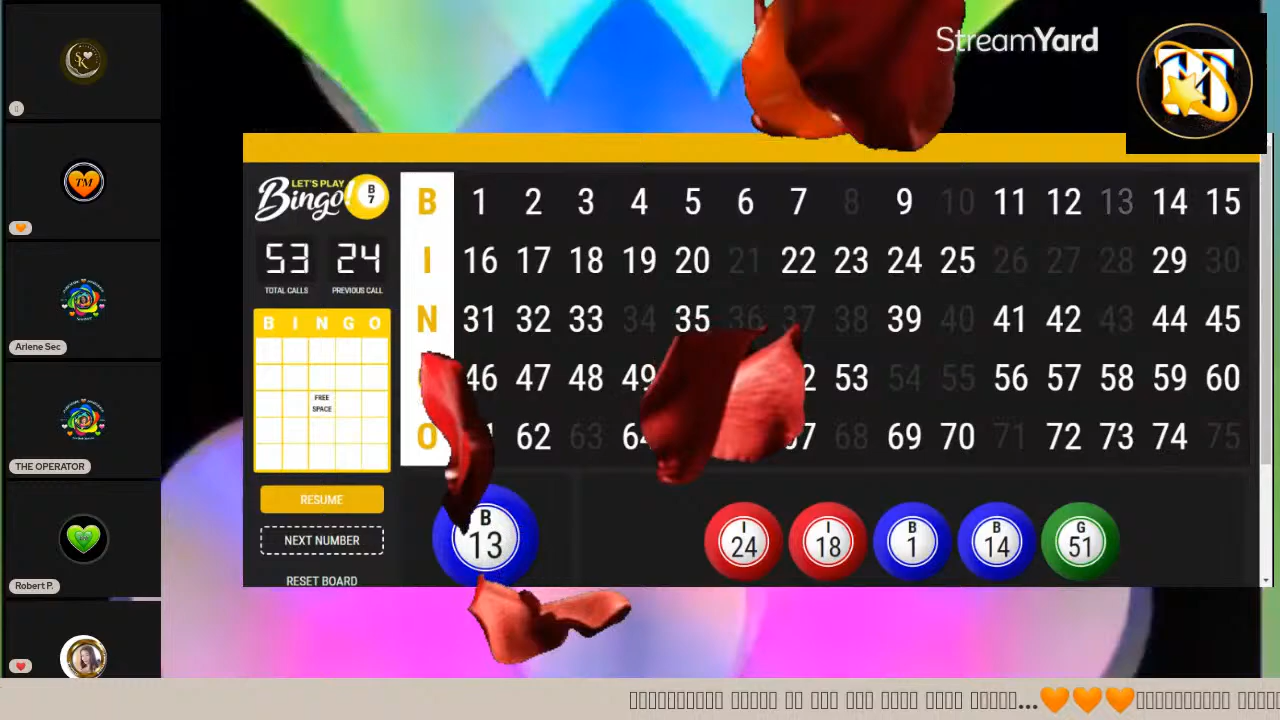 StreamYard
LET'S PLAY
Bingo!
B
7
53 24
TOTAL CALLS PREVIOUS CALL
B I N G O
FREE
SPACE
RESUME
NEXT NUMBER
RESET BOARD
B 1 2 3 4 5 6 7 8 9 10 11 12 13 14 15
I 16 17 18 19 20 21 22 23 24 25 26 27 28 29 30
N 31 32 33 34 35 36 37 38 39 40 41 42 43 44 45
46 47 48 49 53 54 55 56 57 58 59 60
O 62 63 68 69 70 71 72 73 74 75
B
13
I
24
I
18
B
1
B
14
G
51
SK
TM
Arlene Sec
THE OPERATOR
Robert P.